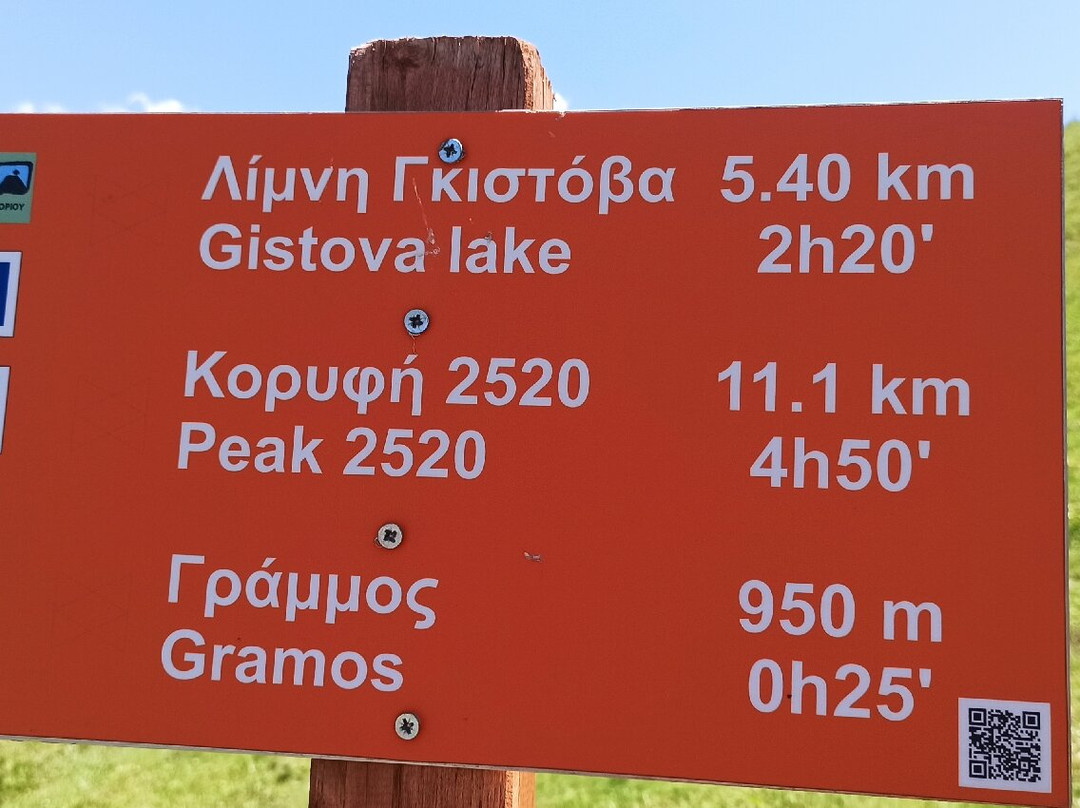 Λίμνη Γκιστόβα 5.40 km
Gistova lake 2h20'
Κορυφή 2520 11.1 km
Peak 2520 4h50'
Γράμμος 950 m
Gramos 0h25'